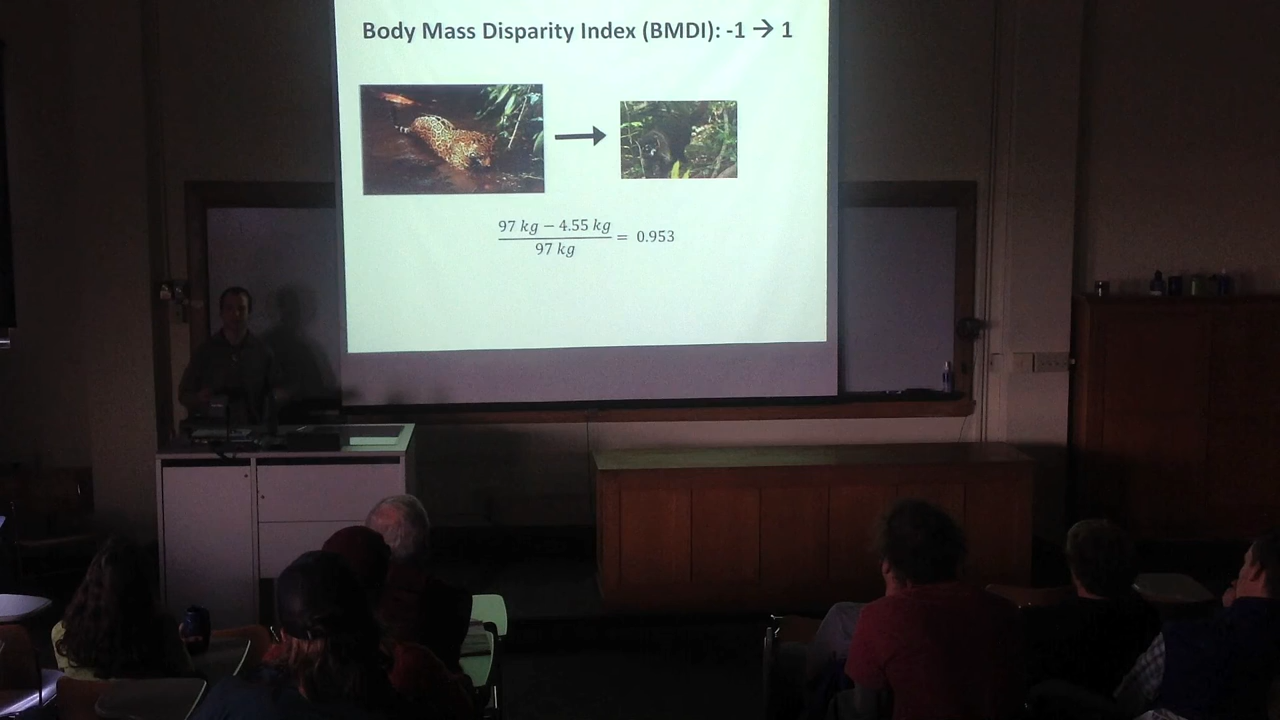 Body Mass Disparity Index (BMDI): -1 → 1
97 kg − 4.55 kg
97 kg
= 0.953